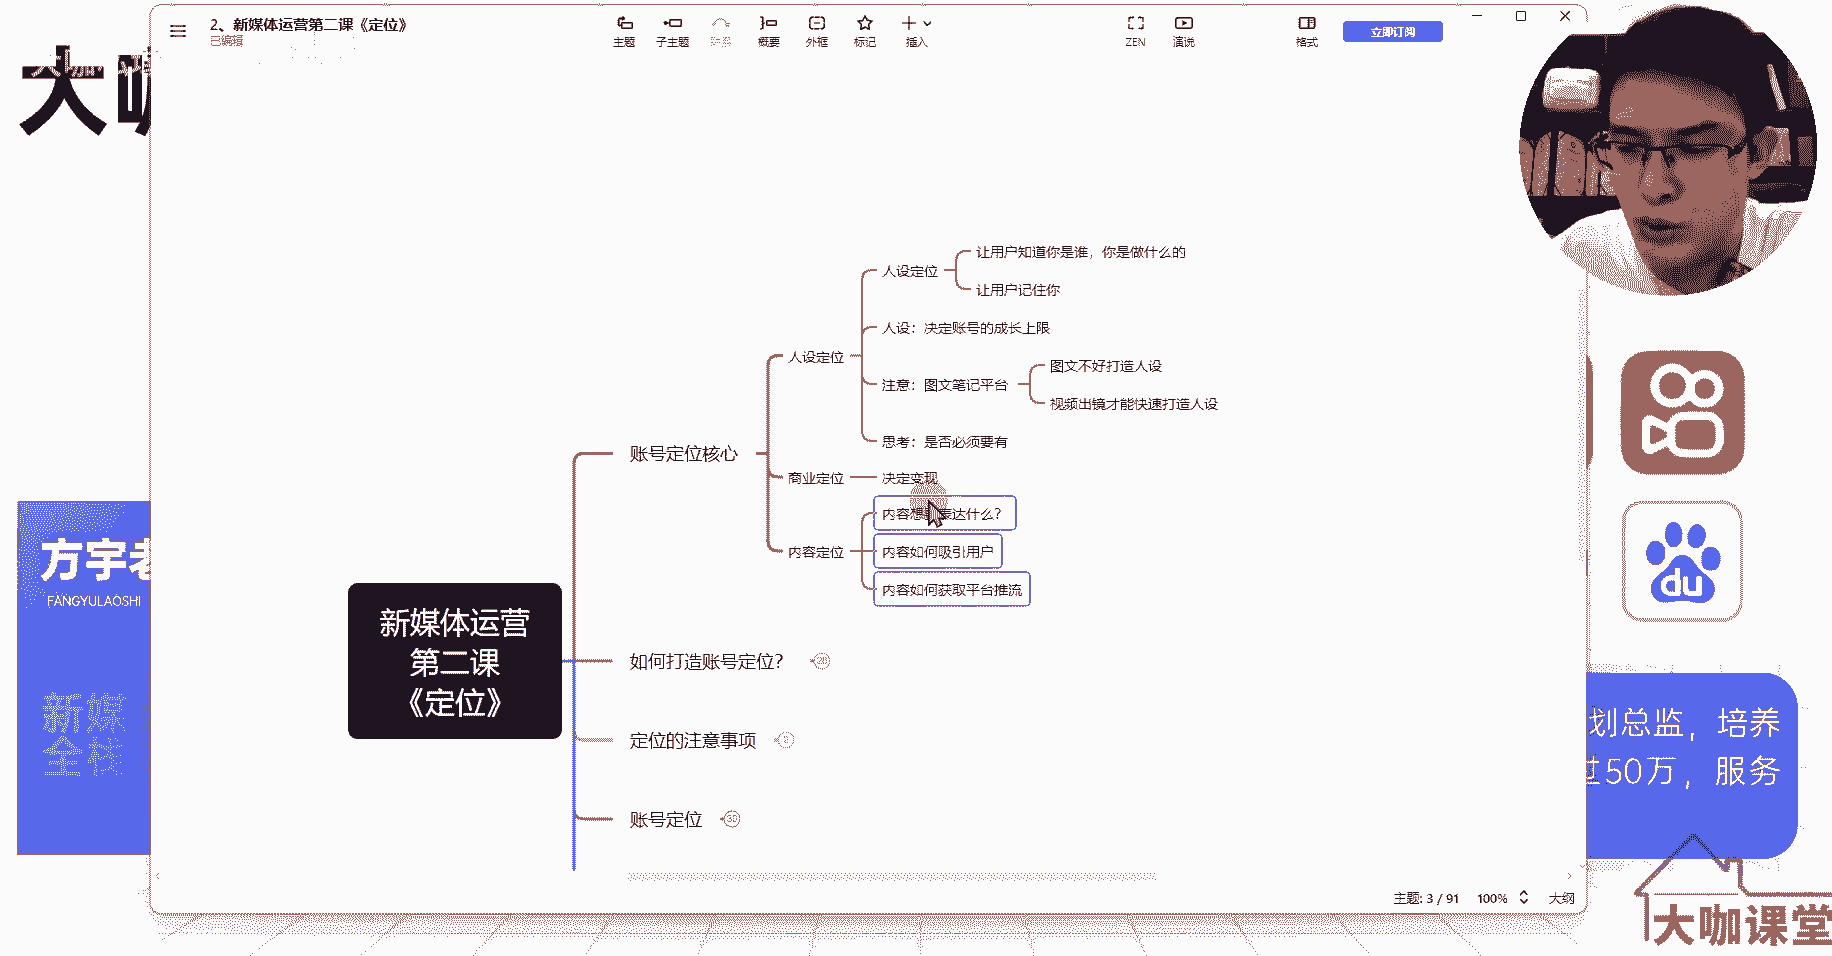 2、新媒体运营第二课《定位》
已编辑
主题
子主题
概要
外框
标记
插入
ZEN
演说
格式
立即订阅
大咖
让用户知道你是谁，你是做什么的
人设定位
让用户记住你
人设：决定账号的成长上限
人设定位
图文不好打造人设
注意：图文笔记平台
视频出镜才能快速打造人设
思考：是否必须要有
账号定位核心
商业定位
决定变现
内容想要表达什么？
内容定位
内容如何吸引用户
内容如何获取平台推流
新媒体运营
第二课
《定位》
如何打造账号定位？
定位的注意事项
账号定位
30
方宇老
FANGYULAOSHI
新媒
全栈
du
划总监，培养
过50万，服务
主题: 3 / 91
100%
大纲
大咖课堂